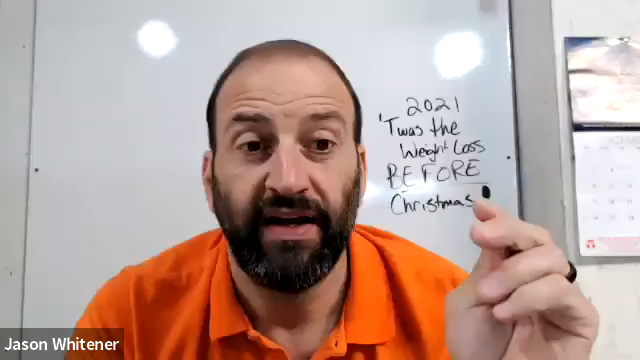 2021
'Twas the
Weight Loss
BEFORE
Christmas
Jason Whitener